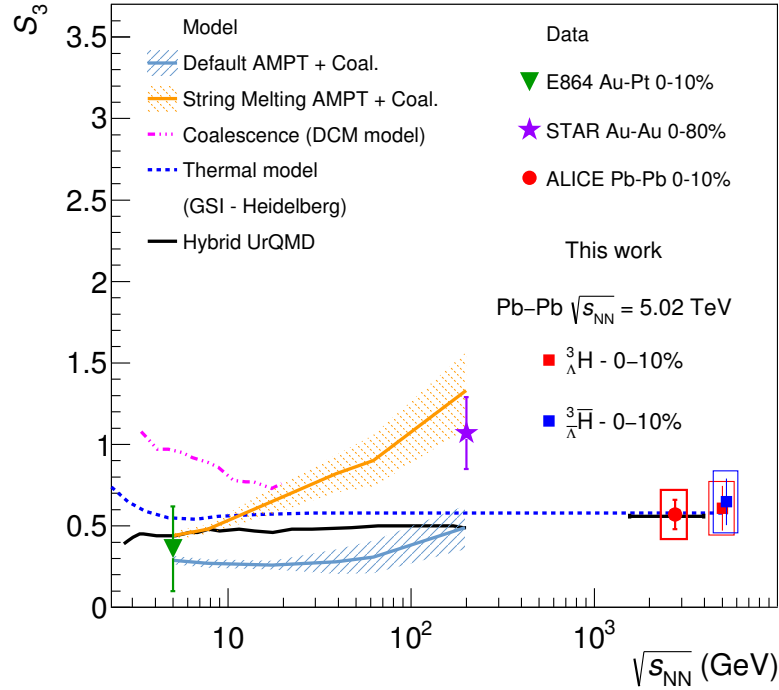 S₃
3.5
3
2.5
2
1.5
1
0.5
0
10
10²
10³
√sNN (GeV)
Model
Default AMPT + Coal.
String Melting AMPT + Coal.
Coalescence (DCM model)
Thermal model
(GSI - Heidelberg)
Hybrid UrQMD
Data
E864 Au-Pt 0-10%
STAR Au-Au 0-80%
ALICE Pb-Pb 0-10%
This work
Pb−Pb √sNN = 5.02 TeV
³ΛH - 0−10%
³Λ̅H̅ - 0−10%